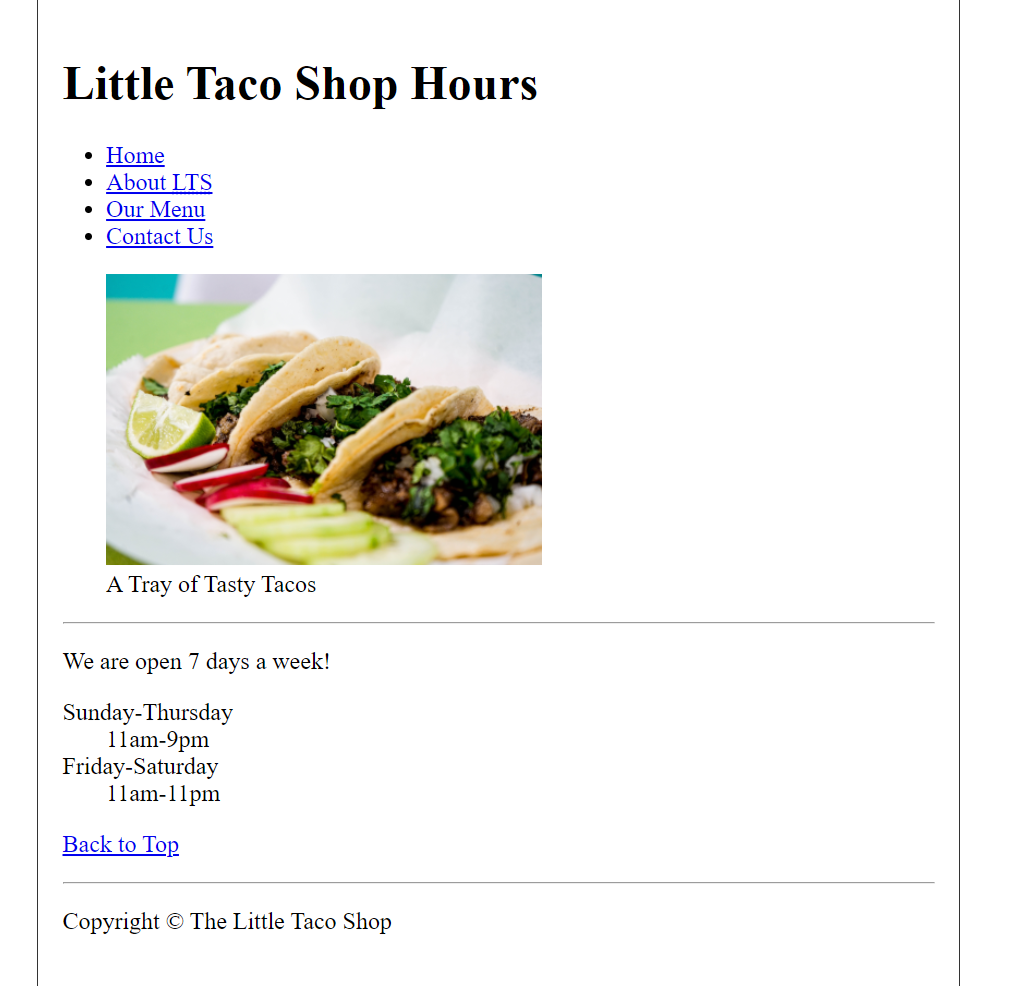 Little Taco Shop Hours
Home
About LTS
Our Menu
Contact Us
A Tray of Tasty Tacos
We are open 7 days a week!
Sunday-Thursday
11am-9pm
Friday-Saturday
11am-11pm
Back to Top
Copyright © The Little Taco Shop